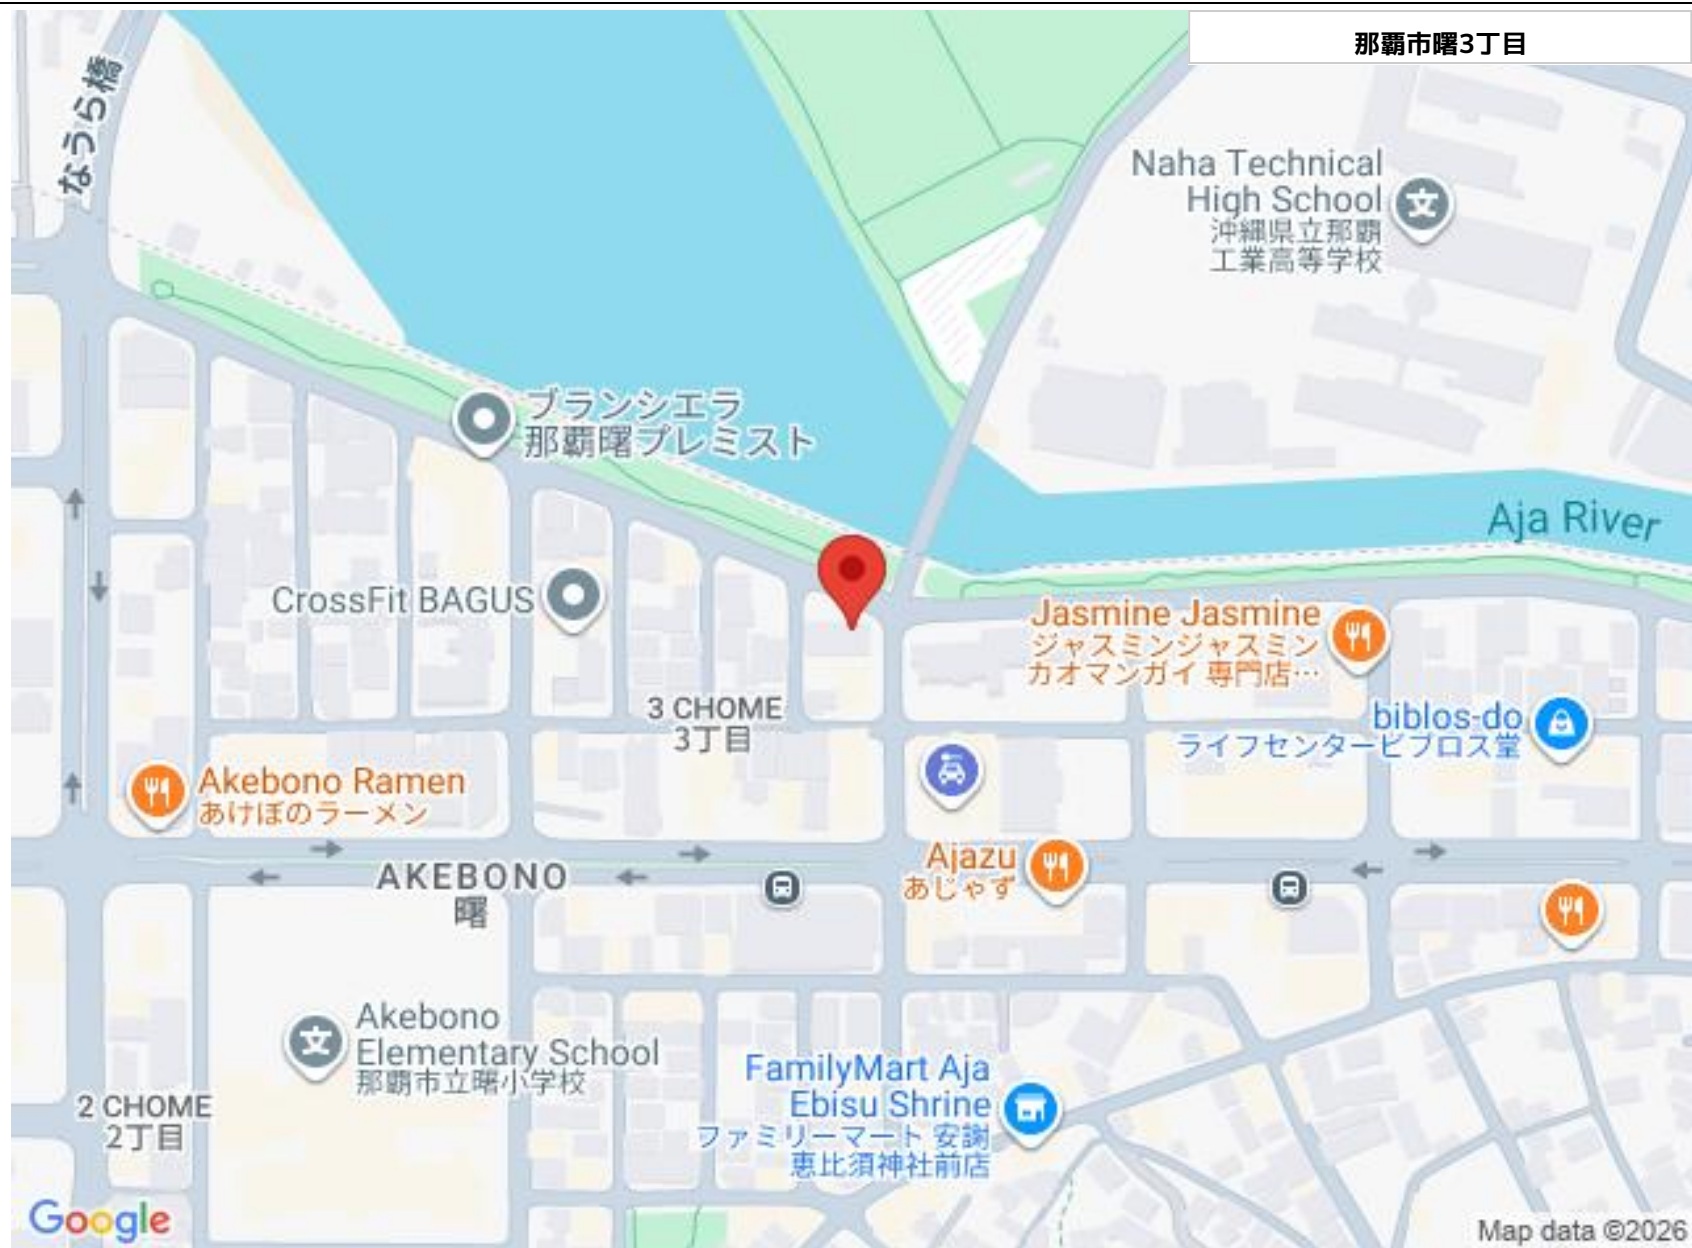 那覇市曙3丁目
なうら橋
Naha Technical
High School
沖縄県立那覇
工業高等学校
ブランシエラ
那覇曙プレミスト
Aja River
CrossFit BAGUS
Jasmine Jasmine
ジャスミンジャスミン
カオマンガイ 専門店…
3 CHOME
3丁目
biblos-do
ライフセンタービブロス堂
Akebono Ramen
あけぼのラーメン
Ajazu
あじゃず
AKEBONO
曙
Akebono
Elementary School
那覇市立曙小学校
FamilyMart Aja
Ebisu Shrine
ファミリーマート 安謝
恵比須神社前店
2 CHOME
2丁目
Google
Map data ©2026